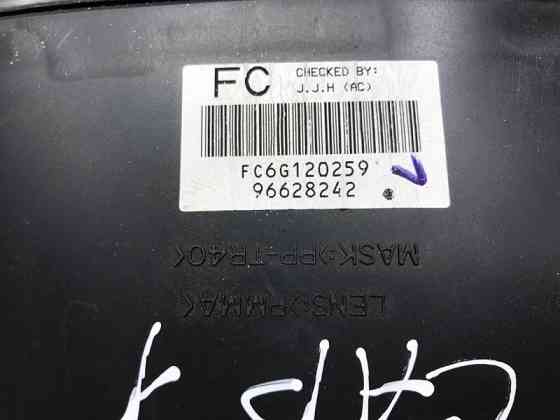 FC CHECKED BY:
J.J.H (AC)
FC6G120259
96628242
MASK:>PP-TR40<
LENS:>PMMA<